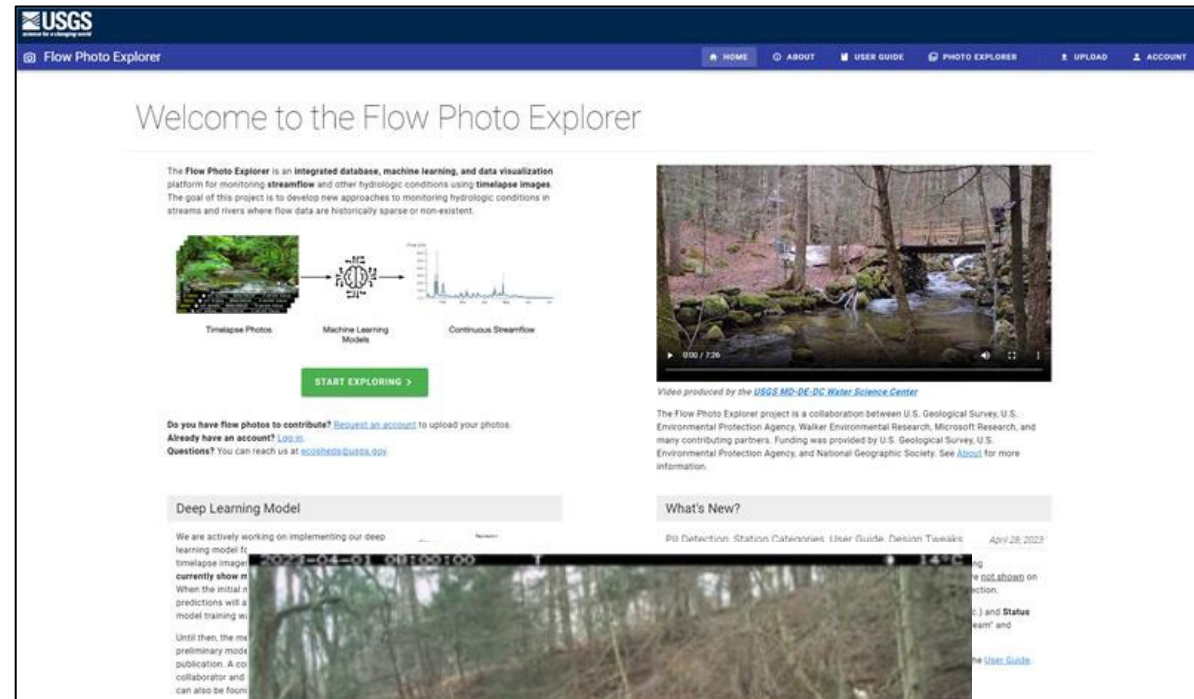 USGS
science for a changing world
Flow Photo Explorer
HOME
ABOUT
USER GUIDE
PHOTO EXPLORER
UPLOAD
ACCOUNT
Welcome to the Flow Photo Explorer
The Flow Photo Explorer is an integrated database, machine learning, and data visualization
platform for monitoring streamflow and other hydrologic conditions using timelapse images.
The goal of this project is to develop new approaches to monitoring hydrologic conditions in
streams and rivers where flow data are historically sparse or non-existent.
Timelapse Photos
Machine Learning
Models
Continuous Streamflow
START EXPLORING >
Do you have flow photos to contribute? Request an account to upload your photos.
Already have an account? Log in.
Questions? You can reach us at ecosheds@usgs.gov.
0:00 / 7:26
Video produced by the USGS MD-DE-DC Water Science Center
The Flow Photo Explorer project is a collaboration between U.S. Geological Survey, U.S.
Environmental Protection Agency, Walker Environmental Research, Microsoft Research, and
many contributing partners. Funding was provided by U.S. Geological Survey, U.S.
Environmental Protection Agency, and National Geographic Society. See About for more
information.
Deep Learning Model
We are actively working on implementing our deep
learning model
timelapse
currently show
When the initial
predictions will
model training
Until then, the
preliminary
publication. A
collaborator and
can also be
What's New?
PII Detection, Station Categories, User Guide, Design Tweaks
April 28, 2023
not shown on
and Status
and
the User Guide.
2023-04-01 00:00:00
T
14°C